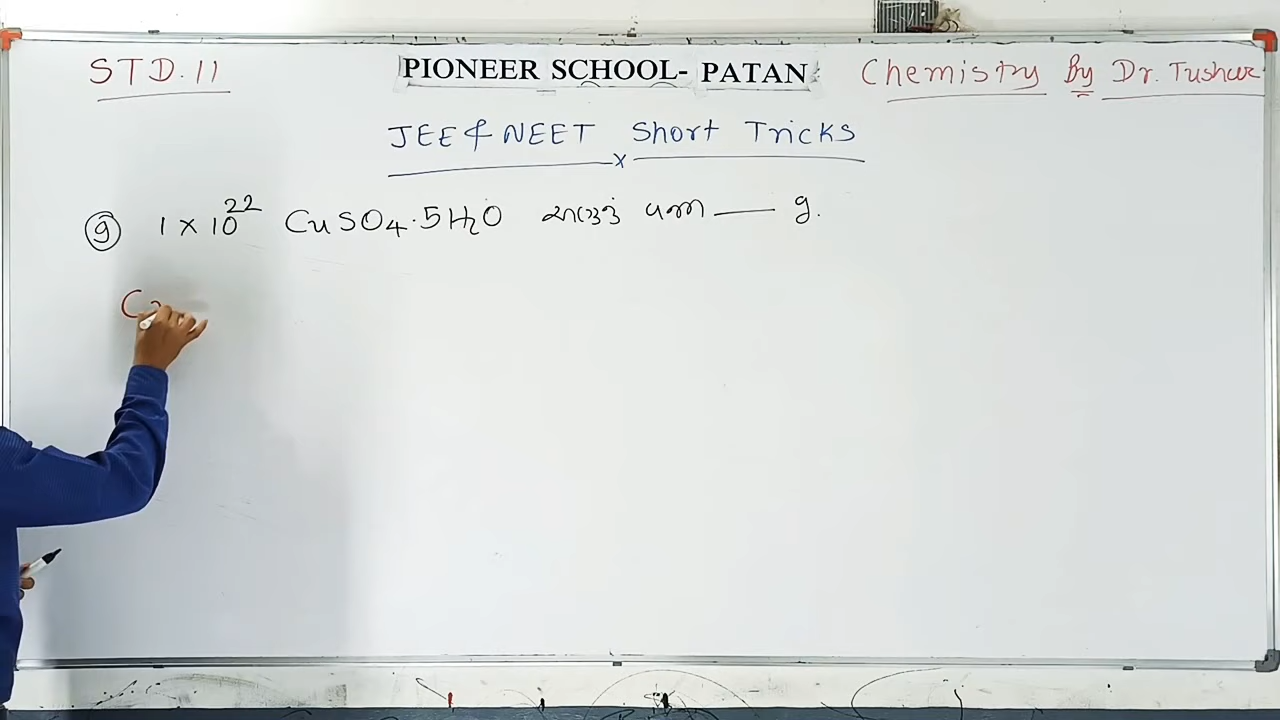 STD.11 PIONEER SCHOOL- PATAN Chemistry By Dr. Tushar
JEE & NEET Short Tricks
x
⑨ 1 × 10²² CuSO₄·5H₂O અણુનું વજન —— g.